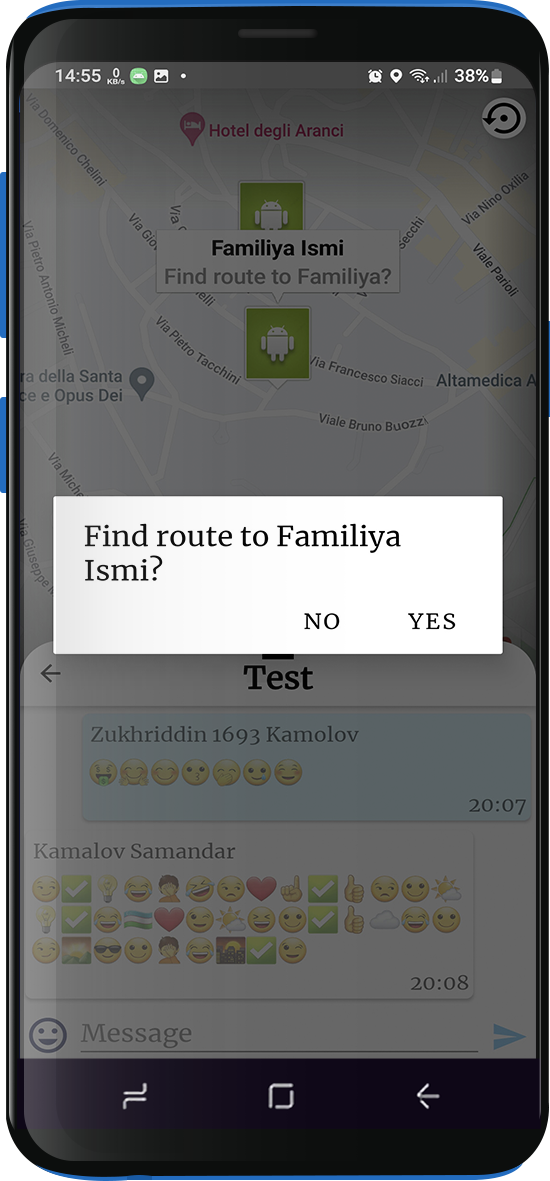 14:55 0 KB/s 38%
Via Domenico Chelini
Hotel degli Aranci
Via Nino Oxilia
Familiya Ismi
Find route to Familiya?
Viale Parioli
Via Pietro Antonio Micheli
Via Pietro Tacchini
Via Francesco Siacci
Altamedica A
ra della Santa
ce e Opus Dei
Viale Bruno Buozzi
Find route to Familiya
Ismi?
NO YES
Test
Zukhriddin 1693 Kamolov
20:07
Kamalov Samandar
20:08
Message